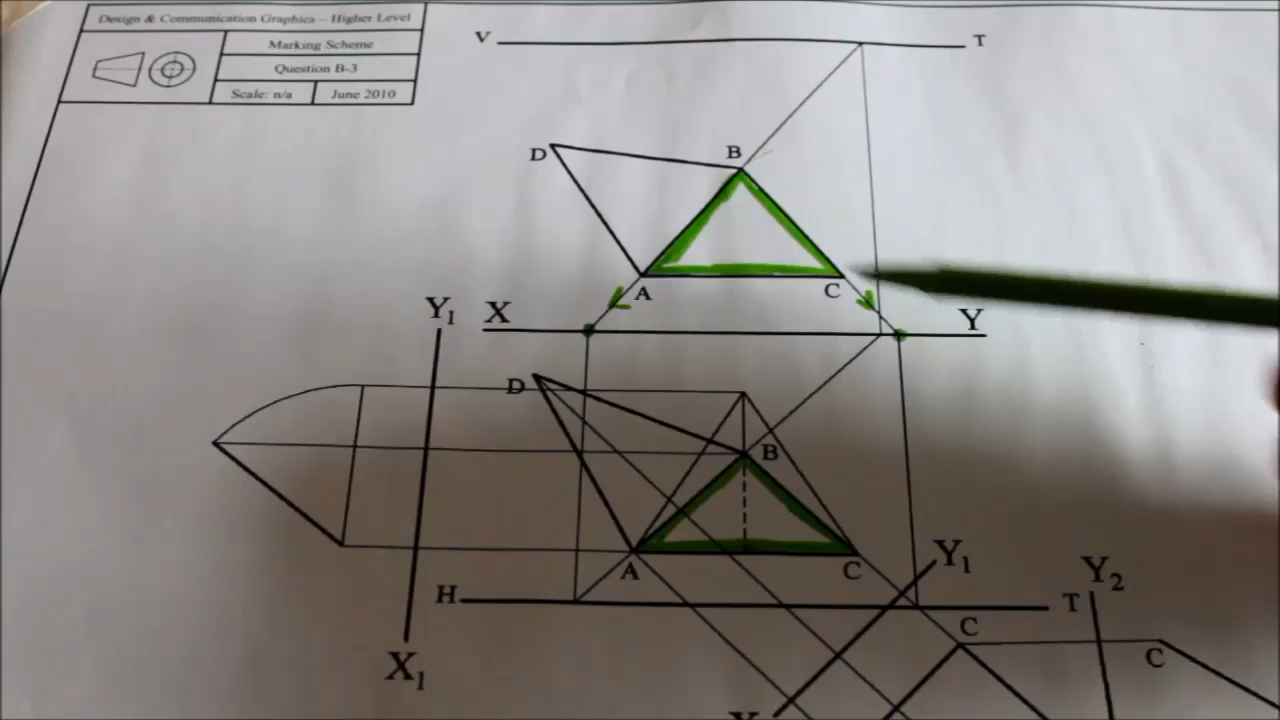 Design & Communication Graphics – Higher Level
Marking Scheme
Question B-3
Scale: n/a
June 2010
V
T
D
B
A
C
Y1
X
Y
D
B
A
C
H
T
Y1
Y2
X1
C
C